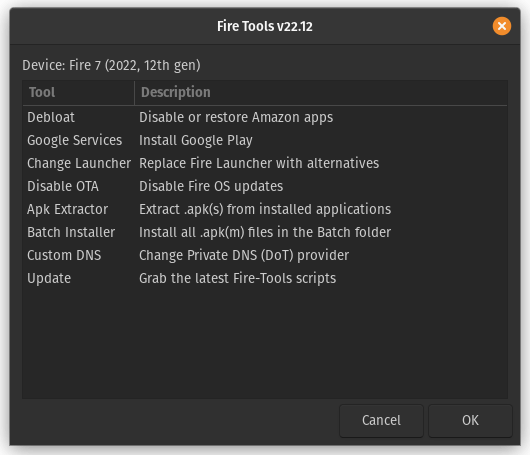 Fire Tools v22.12
Device: Fire 7 (2022, 12th gen)
Tool Description
Debloat Disable or restore Amazon apps
Google Services Install Google Play
Change Launcher Replace Fire Launcher with alternatives
Disable OTA Disable Fire OS updates
Apk Extractor Extract .apk(s) from installed applications
Batch Installer Install all .apk(m) files in the Batch folder
Custom DNS Change Private DNS (DoT) provider
Update Grab the latest Fire-Tools scripts
Cancel OK